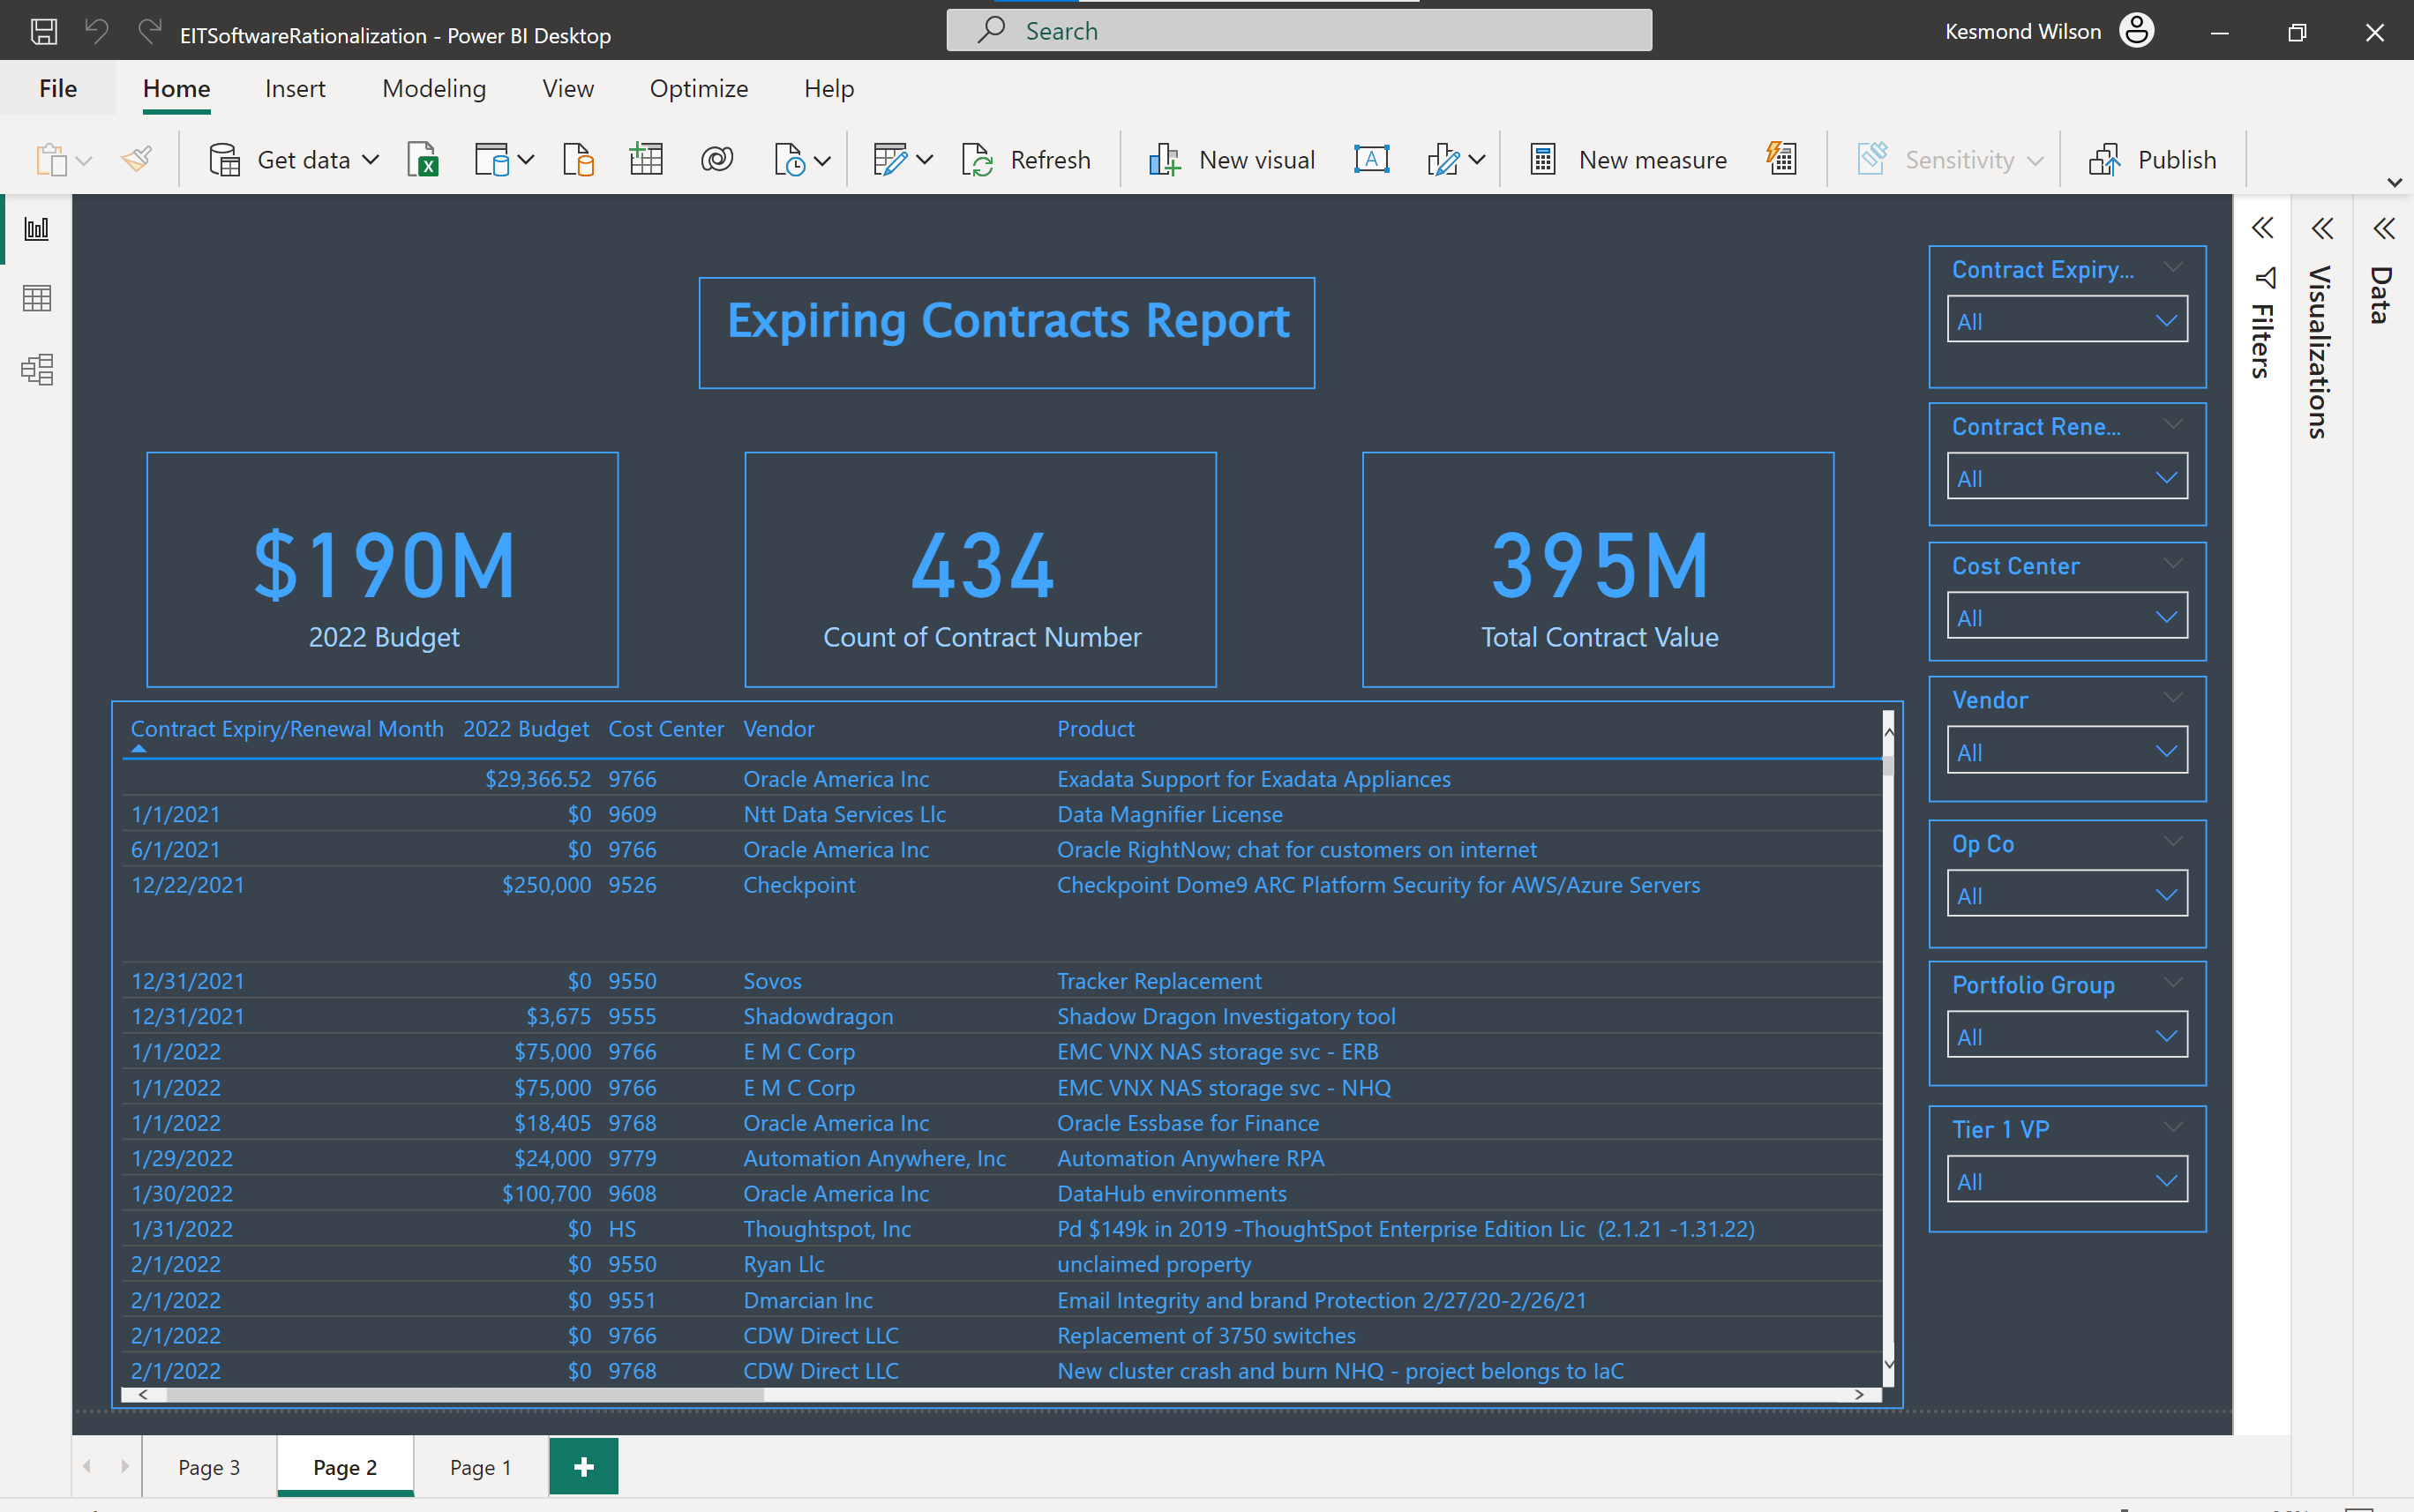 EITSoftwareRationalization - Power BI Desktop
Search
Kesmond Wilson
File Home Insert Modeling View Optimize Help
Get data
Refresh
New visual
A
New measure
Sensitivity
Publish
Expiring Contracts Report
$190M
2022 Budget
434
Count of Contract Number
395M
Total Contract Value
Contract Expiry/Renewal Month 2022 Budget Cost Center Vendor Product
$29,366.52 9766 Oracle America Inc Exadata Support for Exadata Appliances
1/1/2021 $0 9609 Ntt Data Services Llc Data Magnifier License
6/1/2021 $0 9766 Oracle America Inc Oracle RightNow; chat for customers on internet
12/22/2021 $250,000 9526 Checkpoint Checkpoint Dome9 ARC Platform Security for AWS/Azure Servers
12/31/2021 $0 9550 Sovos Tracker Replacement
12/31/2021 $3,675 9555 Shadowdragon Shadow Dragon Investigatory tool
1/1/2022 $75,000 9766 E M C Corp EMC VNX NAS storage svc - ERB
1/1/2022 $75,000 9766 E M C Corp EMC VNX NAS storage svc - NHQ
1/1/2022 $18,405 9768 Oracle America Inc Oracle Essbase for Finance
1/29/2022 $24,000 9779 Automation Anywhere, Inc Automation Anywhere RPA
1/30/2022 $100,700 9608 Oracle America Inc DataHub environments
1/31/2022 $0 HS Thoughtspot, Inc Pd $149k in 2019 -ThoughtSpot Enterprise Edition Lic (2.1.21 -1.31.22)
2/1/2022 $0 9550 Ryan Llc unclaimed property
2/1/2022 $0 9551 Dmarcian Inc Email Integrity and brand Protection 2/27/20-2/26/21
2/1/2022 $0 9766 CDW Direct LLC Replacement of 3750 switches
2/1/2022 $0 9768 CDW Direct LLC New cluster crash and burn NHQ - project belongs to IaC
Contract Expiry...
All
Contract Rene...
All
Cost Center
All
Vendor
All
Op Co
All
Portfolio Group
All
Tier 1 VP
All
Filters
Visualizations
Data
Page 3 Page 2 Page 1